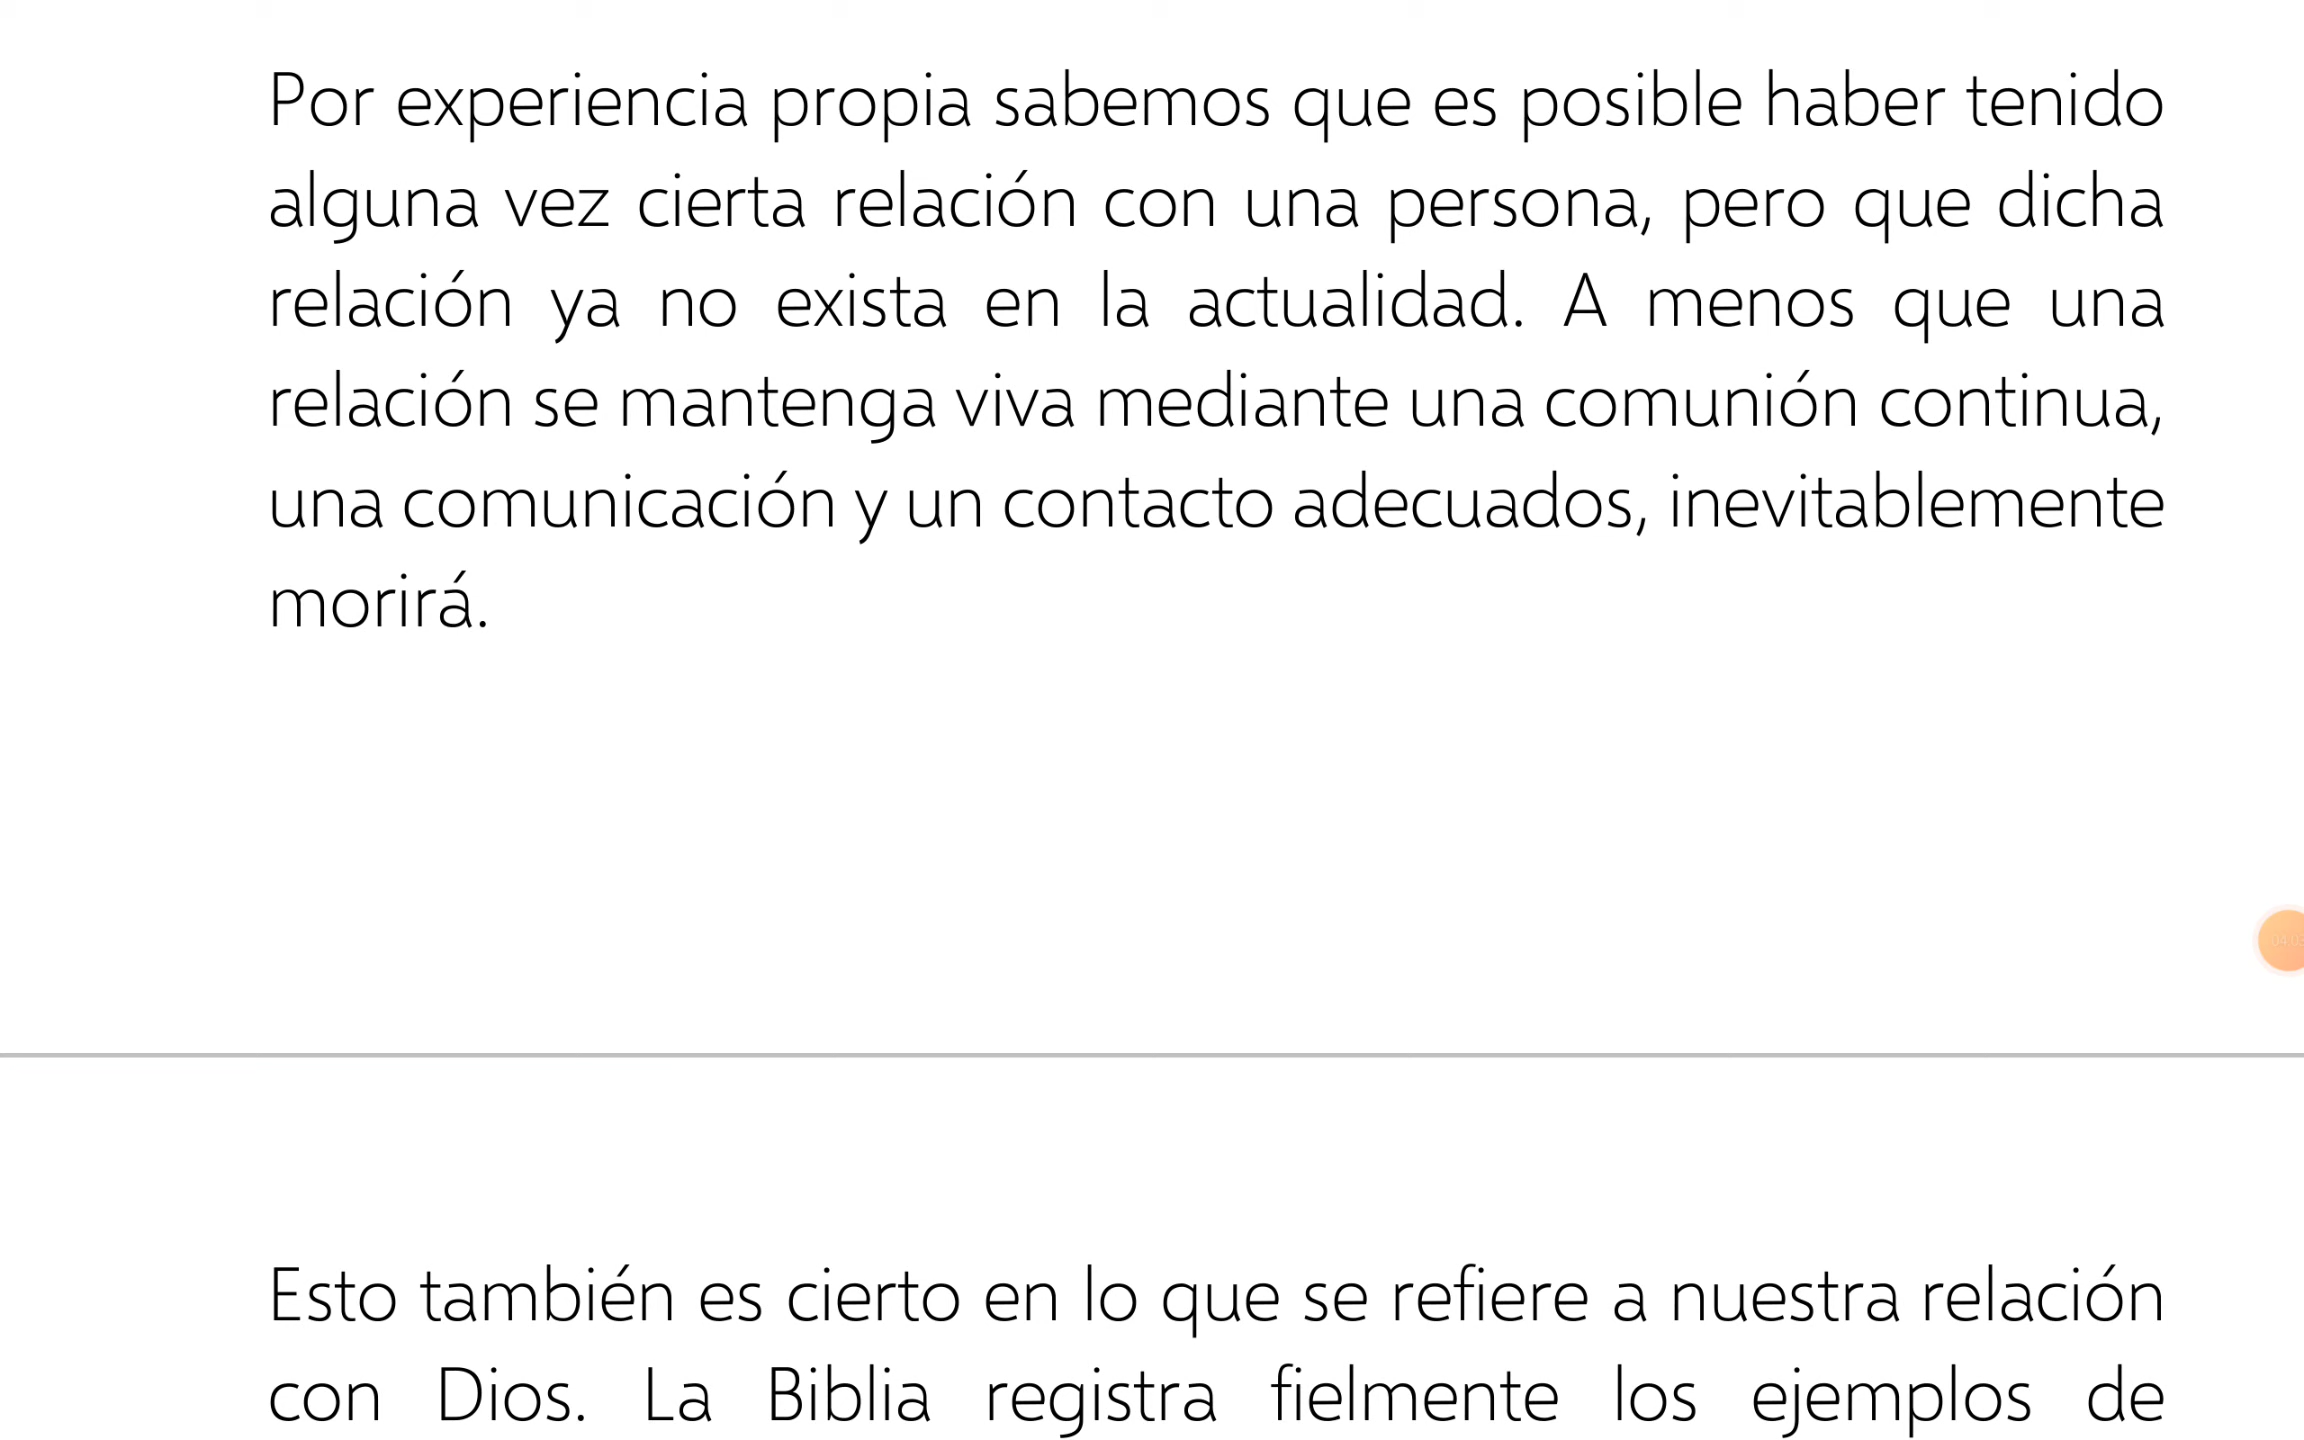 Por experiencia propia sabemos que es posible haber tenido
alguna vez cierta relación con una persona, pero que dicha
relación ya no exista en la actualidad. A menos que una
relación se mantenga viva mediante una comunión continua,
una comunicación y un contacto adecuados, inevitablemente
morirá.
Esto también es cierto en lo que se refiere a nuestra relación
con Dios. La Biblia registra fielmente los ejemplos de